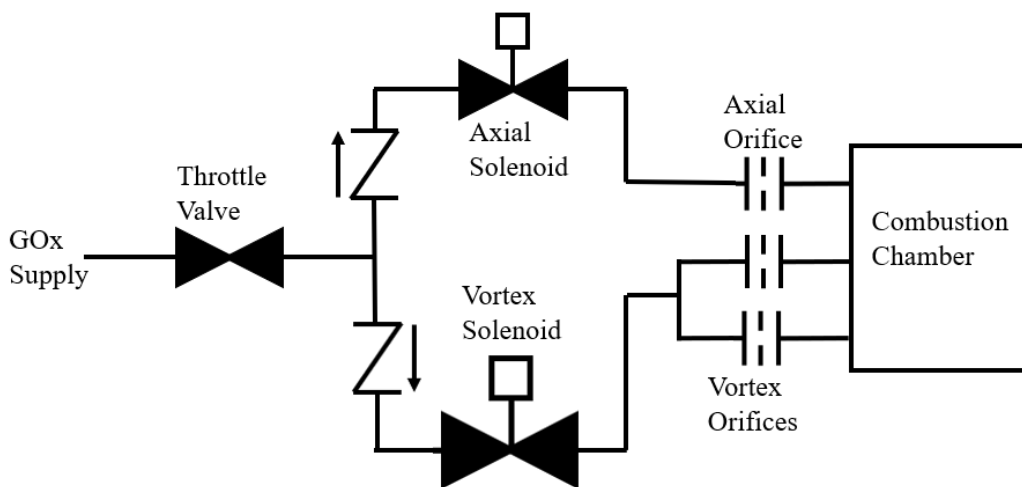 Axial
Solenoid
Axial
Orifice
Throttle
Valve
GOx
Supply
Combustion
Chamber
Vortex
Solenoid
Vortex
Orifices